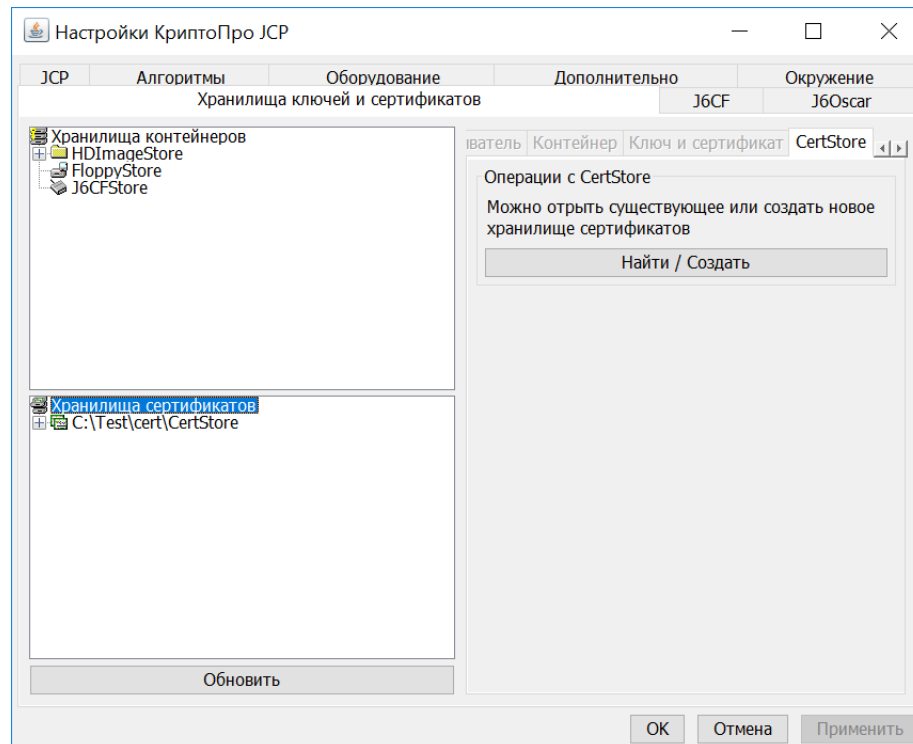 Настройки КриптоПро JCP
JCP Алгоритмы Оборудование Дополнительно Окружение
Хранилища ключей и сертификатов J6CF J6Oscar
Хранилища контейнеров
HDImageStore
FloppyStore
J6CFStore
Хранилища сертификатов
C:\Test\cert\CertStore
Обновить
Контейнер Ключ и сертификат CertStore
Операции с CertStore
Можно отрыть существующее или создать новое
хранилище сертификатов
Найти / Создать
OK Отмена Применить